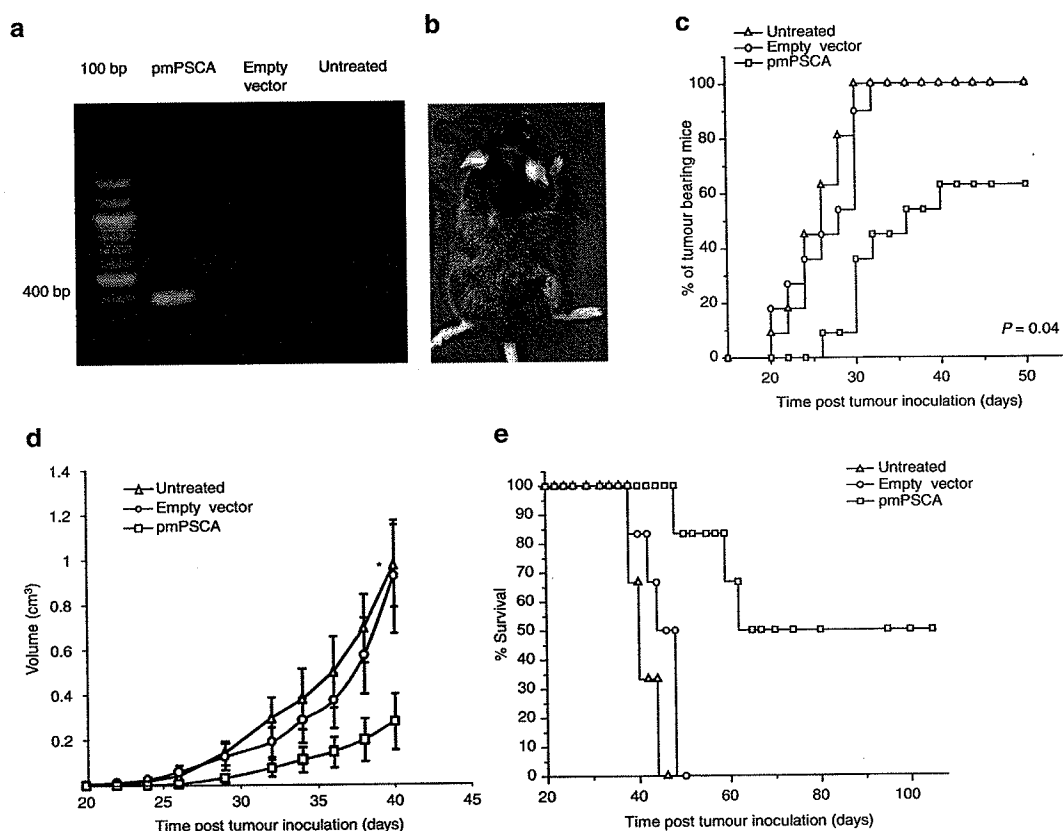 a
100 bp pmPSCA Empty vector Untreated
400 bp
b
c
Untreated
Empty vector
pmPSCA
% of tumour bearing mice
100
80
60
40
20
0
20 30 40 50
P = 0.04
Time post tumour inoculation (days)
d
Untreated
Empty vector
pmPSCA
Volume (cm³)
1.4
1.2
1
0.8
0.6
0.4
0.2
*
20 25 30 35 40 45
Time post tumour inoculation (days)
e
Untreated
Empty vector
pmPSCA
% Survival
100
90
80
70
60
50
40
30
20
10
0
20 40 60 80 100
Time post tumour inoculation (days)